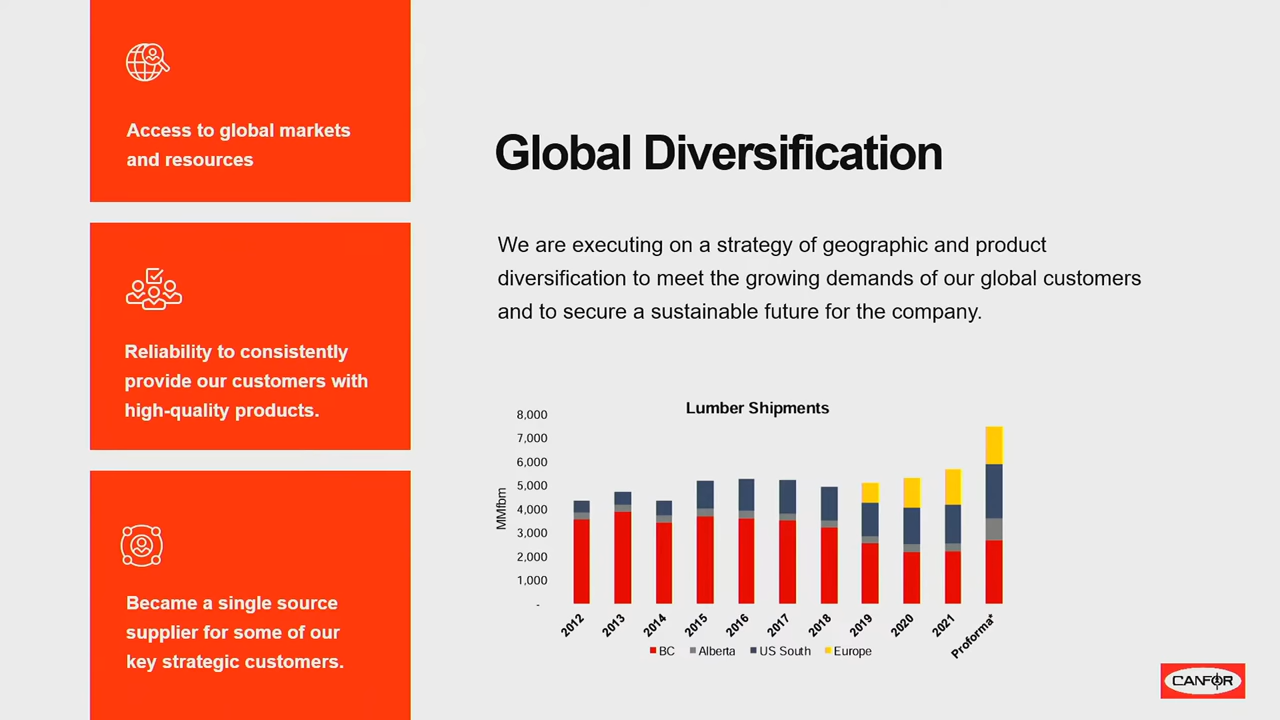 Access to global markets
and resources
Reliability to consistently
provide our customers with
high-quality products.
Became a single source
supplier for some of our
key strategic customers.
Global Diversification
We are executing on a strategy of geographic and product
diversification to meet the growing demands of our global customers
and to secure a sustainable future for the company.
Lumber Shipments
MMfbm
8,000
7,000
6,000
5,000
4,000
3,000
2,000
1,000
-
2012 2013 2014 2015 2016 2017 2018 2019 2020 2021 Proforma*
BC Alberta US South Europe
CANFOR